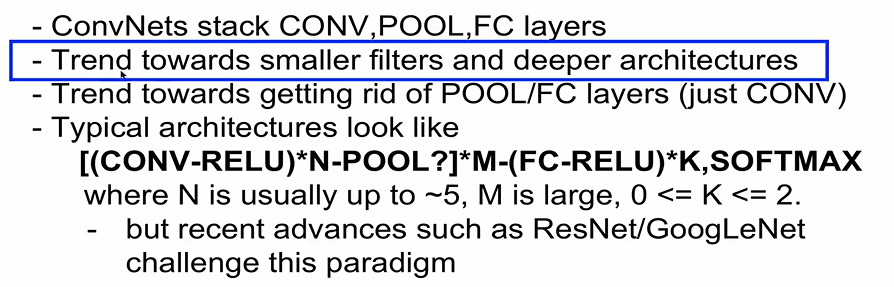 - ConvNets stack CONV,POOL,FC layers
- Trend towards smaller filters and deeper architectures
- Trend towards getting rid of POOL/FC layers (just CONV)
- Typical architectures look like
[(CONV-RELU)*N-POOL?]*M-(FC-RELU)*K,SOFTMAX
where N is usually up to ~5, M is large, 0 <= K <= 2.
- but recent advances such as ResNet/GoogLeNet
challenge this paradigm